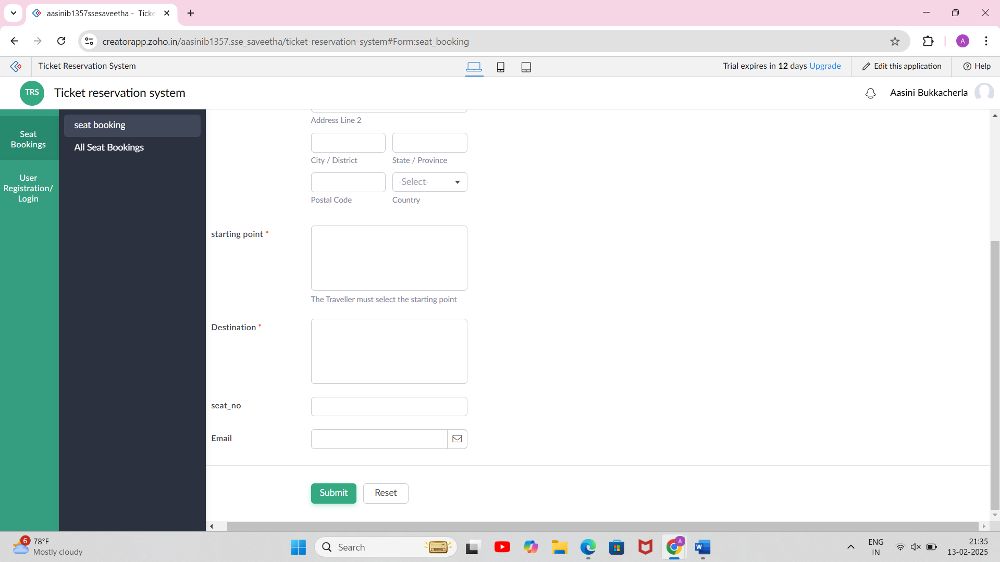 aasinib1357ssesaveetha - Ticke
creatorapp.zoho.in/aasinib1357.sse_saveetha/ticket-reservation-system#Form:seat_booking
A
Ticket Reservation System
Trial expires in 12 days Upgrade
Edit this application
Help
TRS
Ticket reservation system
Aasini Bukkacherla
Seat
Bookings
User
Registration/
Login
seat booking
All Seat Bookings
Address Line 2
City / District
State / Province
-Select-
Postal Code
Country
starting point *
The Traveller must select the starting point
Destination *
seat_no
Email
Submit
Reset
6
78°F
Mostly cloudy
Search
A
W
ENG
IN
21:35
13-02-2025